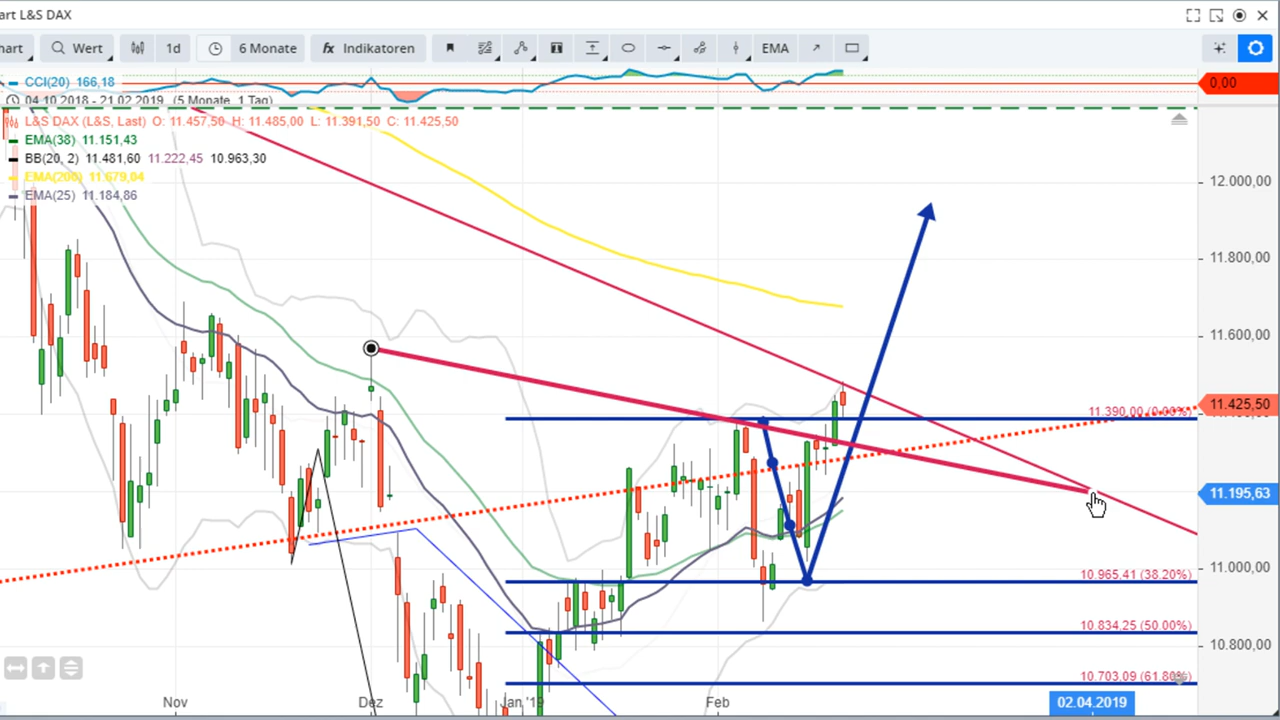 art L&S DAX
hart
Wert
1d
6 Monate
fx Indikatoren
EMA
CCI(20) 166,18
0,00
04.10.2018 - 21.02.2019 (5 Monate, 1 Tag)
L&S DAX (L&S, Last) O: 11.457,50 H: 11.485,00 L: 11.391,50 C: 11.425,50
EMA(38) 11.151,43
BB(20, 2) 11.481,60 11.222,45 10.963,30
EMA(200) 11.679,04
EMA(25) 11.184,86
12.000,00
11.800,00
11.600,00
11.425,50
11.390,00 (0.00%)
11.195,63
11.000,00
10.965,41 (38.20%)
10.834,25 (50.00%)
10.800,00
10.703,09 (61.80%)
Nov
Dez
Jan '19
Feb
02.04.2019